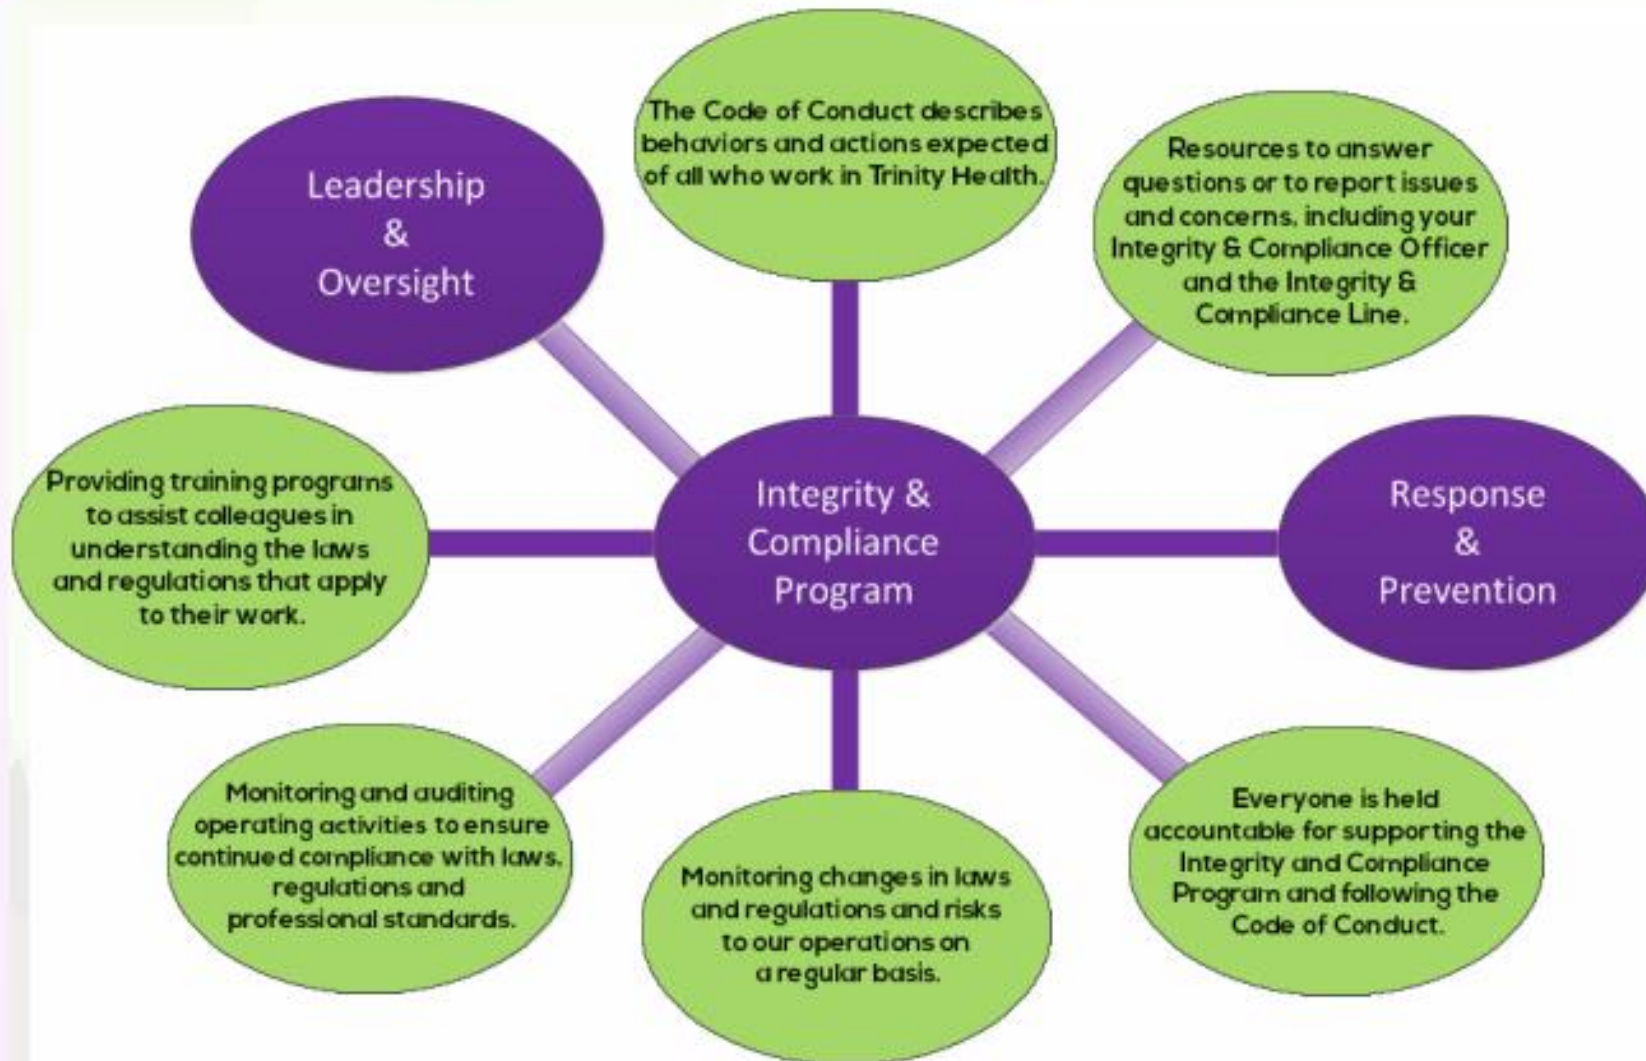 The Code of Conduct describes
behaviors and actions expected
of all who work in Trinity Health.
Leadership
&
Oversight
Resources to answer
questions or to report issues
and concerns, including your
Integrity & Compliance Officer
and the Integrity &
Compliance Line.
Providing training programs
to assist colleagues in
understanding the laws
and regulations that apply
to their work.
Integrity &
Compliance
Program
Response
&
Prevention
Monitoring and auditing
operating activities to ensure
continued compliance with laws,
regulations and
professional standards.
Monitoring changes in laws
and regulations and risks
to our operations on
a regular basis.
Everyone is held
accountable for supporting the
Integrity and Compliance
Program and following the
Code of Conduct.